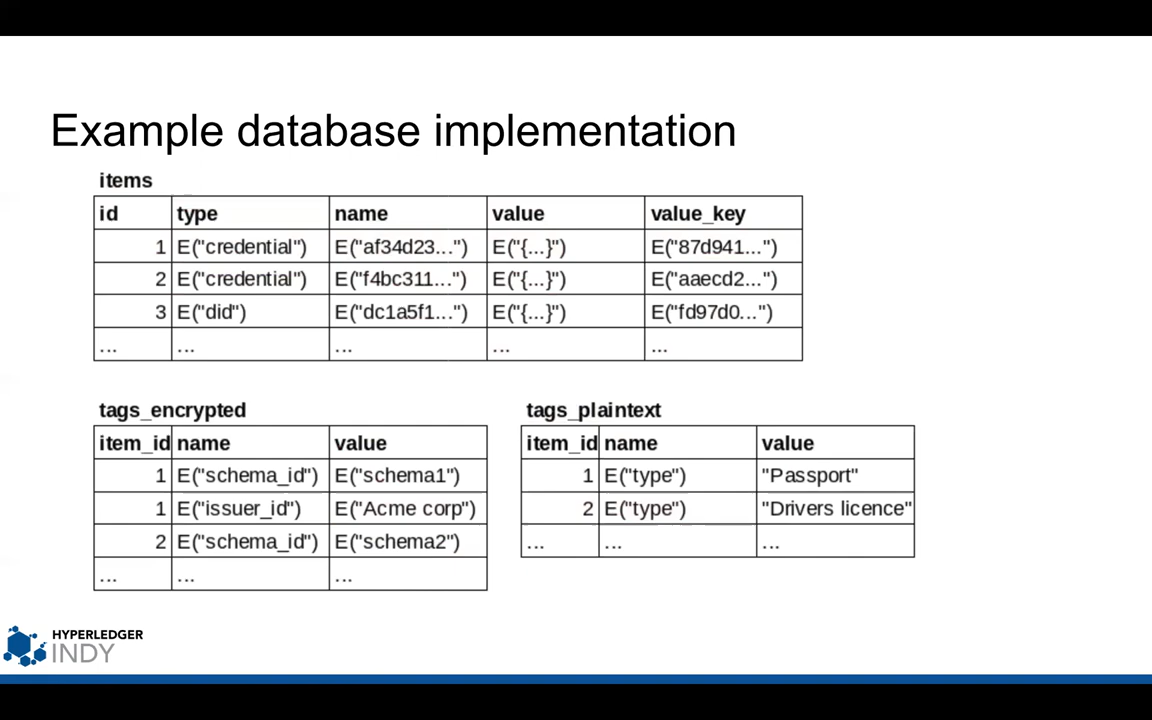 Example database implementation
items
id type name value value_key
1 E("credential") E("af34d23...") E("{...}") E("87d941...")
2 E("credential") E("f4bc311...") E("{...}") E("aaecd2...")
3 E("did") E("dc1a5f1...") E("{...}") E("fd97d0...")
... ... ... ... ...
tags_encrypted
item_id name value
1 E("schema_id") E("schema1")
1 E("issuer_id") E("Acme corp")
2 E("schema_id") E("schema2")
... ... ...
tags_plaintext
item_id name value
1 E("type") "Passport"
2 E("type") "Drivers licence"
... ... ...
HYPERLEDGER
INDY